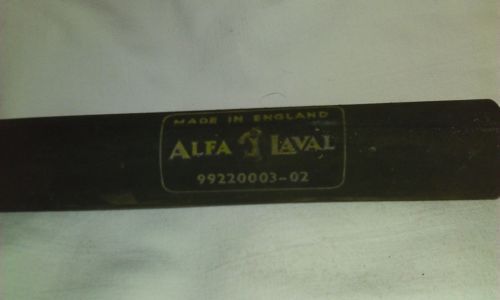 MADE IN ENGLAND
ALFA LAVAL
99220003-02